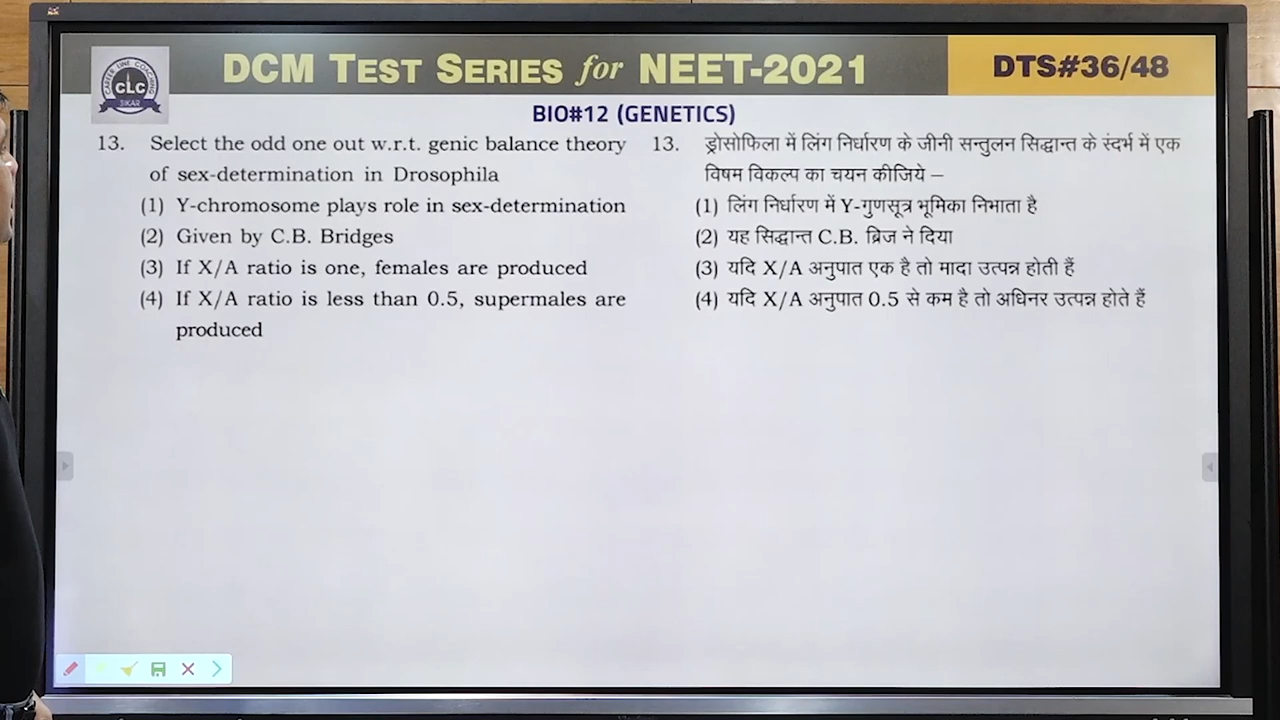 DCM TEST SERIES for NEET-2021
DTS#36/48
CAREER LINE COACHING
CLC
SIKAR
BIO#12 (GENETICS)
13. Select the odd one out w.r.t. genic balance theory
of sex-determination in Drosophila
(1) Y-chromosome plays role in sex-determination
(2) Given by C.B. Bridges
(3) If X/A ratio is one, females are produced
(4) If X/A ratio is less than 0.5, supermales are
produced
13. ड्रोसोफिला में लिंग निर्धारण के जीनी सन्तुलन सिद्धान्त के संदर्भ में एक
विषम विकल्प का चयन कीजिये –
(1) लिंग निर्धारण में Y-गुणसूत्र भूमिका निभाता है
(2) यह सिद्धान्त C.B. ब्रिज ने दिया
(3) यदि X/A अनुपात एक है तो मादा उत्पन्न होती हैं
(4) यदि X/A अनुपात 0.5 से कम है तो अधिनर उत्पन्न होते हैं